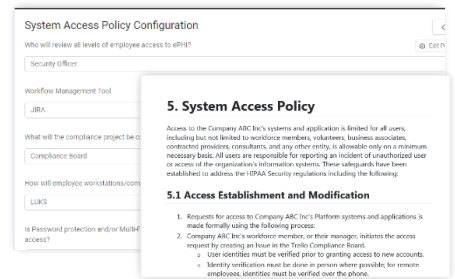 System Access Policy Configuration
Who will review all levels of employee access to ePHI?
Edit
Security Officer
Workflow Management Tool
JIRA
What will the compliance project be
Compliance Board
How will employee workstations/com
LUKS
Is Password protection and/or Multi-F
access?
5. System Access Policy
Access to the Company ABC Inc's systems and application is limited for all users,
including but not limited to workforce members, volunteers, business associates,
contracted providers, consultants, and any other entity, is allowable only on a minimum
necessary basis. All users are responsible for reporting an incident of unauthorized user
or access of the organization's information systems. These safeguards have been
established to address the HIPAA Security regulations including the following:
5.1 Access Establishment and Modification
1. Requests for access to Company ABC Inc's Platform systems and applications is
made formally using the following process:
2. Company ABC Inc's workforce member, or their manager, initiates the access
request by creating an Issue in the Trello Compliance Board.
o User identities must be verified prior to granting access to new accounts.
o Identity verification must be done in person where possible; for remote
employees, identities must be verified over the phone.